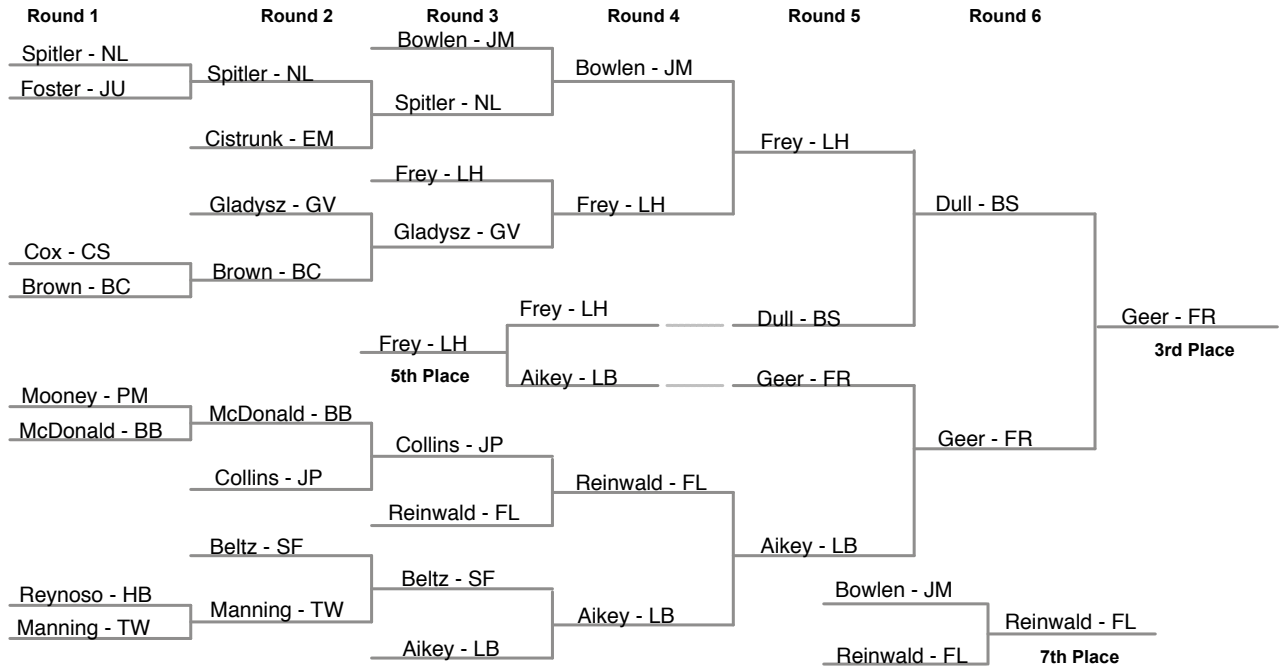 Round 1
Round 2
Round 3
Round 4
Round 5
Round 6
Spitler - NL
Foster - JU
Cox - CS
Brown - BC
Mooney - PM
McDonald - BB
Reynoso - HB
Manning - TW
Spitler - NL
Cistrunk - EM
Gladysz - GV
Brown - BC
McDonald - BB
Collins - JP
Beltz - SF
Manning - TW
Bowlen - JM
Spitler - NL
Frey - LH
Gladysz - GV
Collins - JP
Reinwald - FL
Beltz - SF
Aikey - LB
Bowlen - JM
Frey - LH
Reinwald - FL
Aikey - LB
Frey - LH
Dull - BS
Geer - FR
Aikey - LB
Dull - BS
Geer - FR
Geer - FR
3rd Place
Frey - LH
Aikey - LB
Frey - LH
5th Place
Bowlen - JM
Reinwald - FL
Reinwald - FL
7th Place